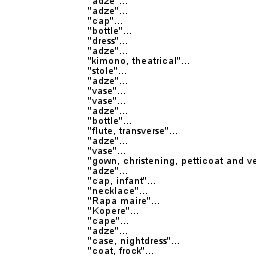 "adze"...
"adze"...
"cap"...
"bottle"...
"dress"...
"adze"...
"kimono, theatrical"...
"stole"...
"adze"...
"vase"...
"vase"...
"adze"...
"bottle"...
"flute, transverse"...
"adze"...
"vase"...
"gown, christening, petticoat and ve
"adze"...
"cap, infant"...
"necklace"...
"Rapa maire"...
"Kopere"...
"cape"...
"adze"...
"case, nightdress"...
"coat, frock"...